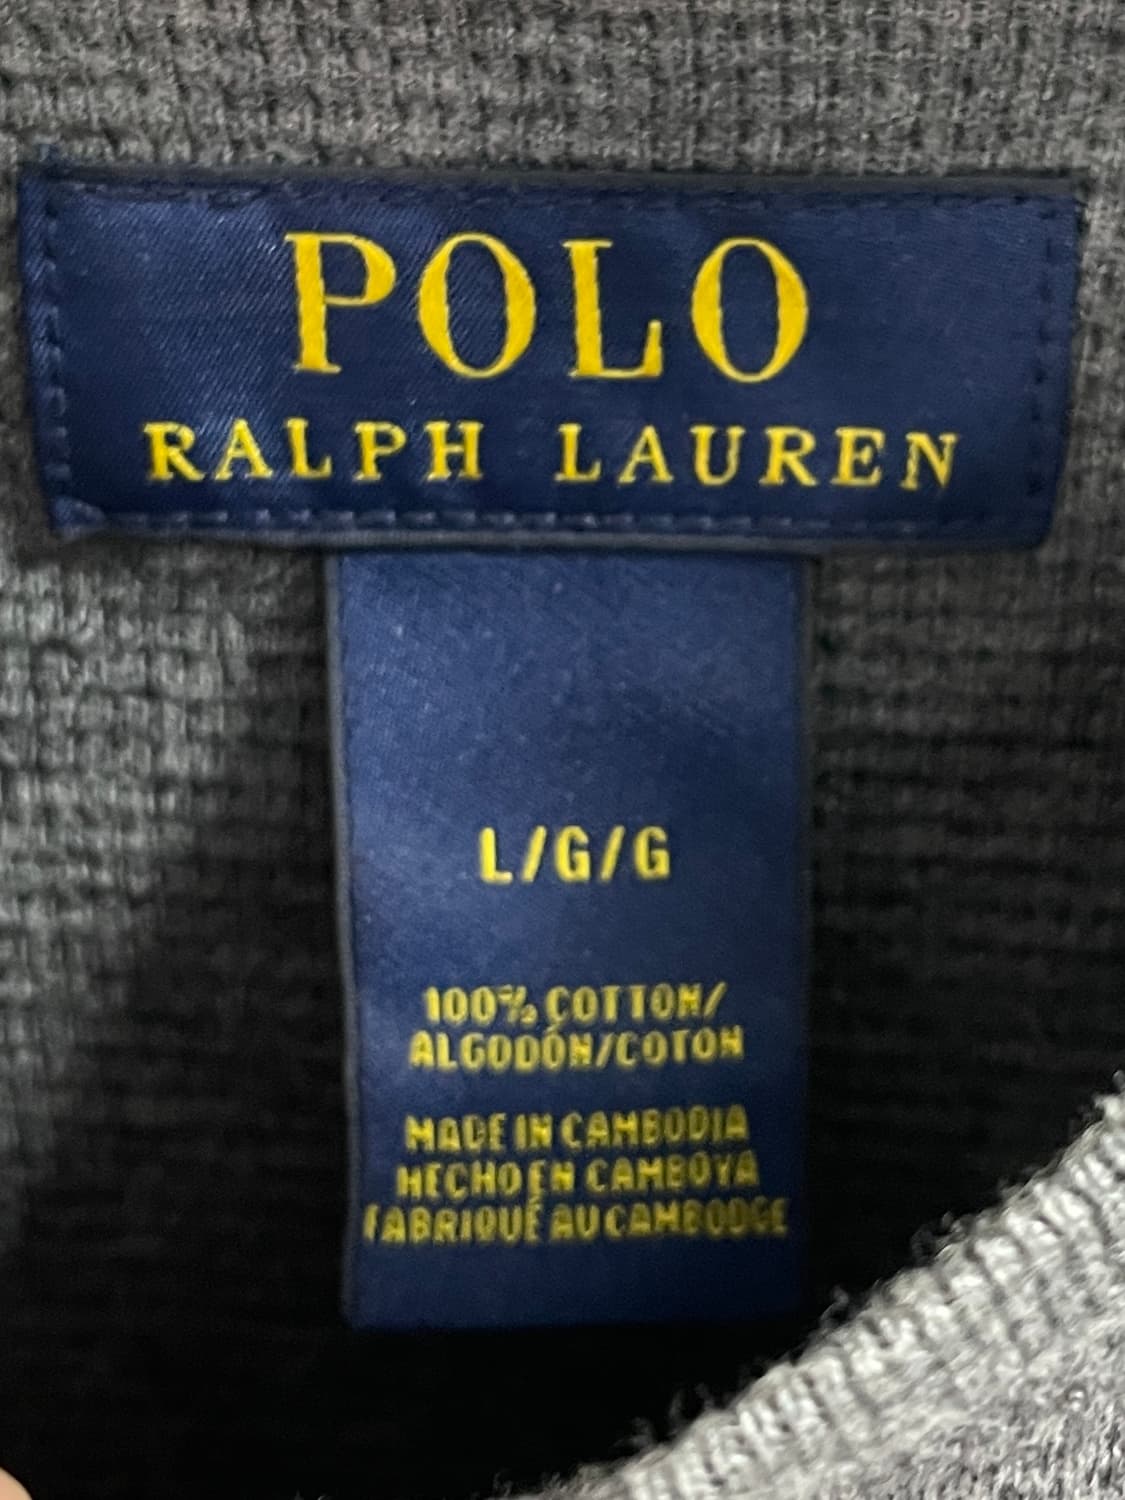 POLO
RALPH LAUREN
L/G/G
100% COTTON/
ALGODÓN/COTON
MADE IN CAMBODIA
HECHO EN CAMBOYA
FABRIQUÉ AU CAMBODGE